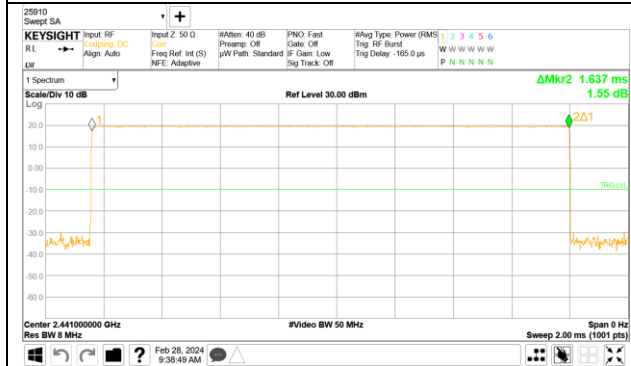 25910
Swept SA
KEYSIGHT
RL
Input: RF
Coupling: DC
Align: Auto
Input Z: 50 Ω
Corr
Freq Ref: Int (S)
NFE: Adaptive
#Atten: 40 dB
Preamp: Off
µW Path: Standard
PNO: Fast
Gate: Off
IF Gain: Low
Sig Track: Off
#Avg Type: Power (RMS
Trig: RF Burst
Trig Delay: -165.0 µs
1 2 3 4 5 6
W W W W W W
P N N N N N
1 Spectrum
Scale/Div 10 dB
Ref Level 30.00 dBm
ΔMkr2 1.637 ms
1.55 dB
Log
1
2Δ1
20.0
10.0
0.00
-10.0
TRIG LVL
-20.0
-30.0
-40.0
-50.0
-60.0
Center 2.441000000 GHz
#Video BW 50 MHz
Span 0 Hz
Res BW 8 MHz
Sweep 2.00 ms (1001 pts)
?
Feb 28, 2024
9:38:49 AM